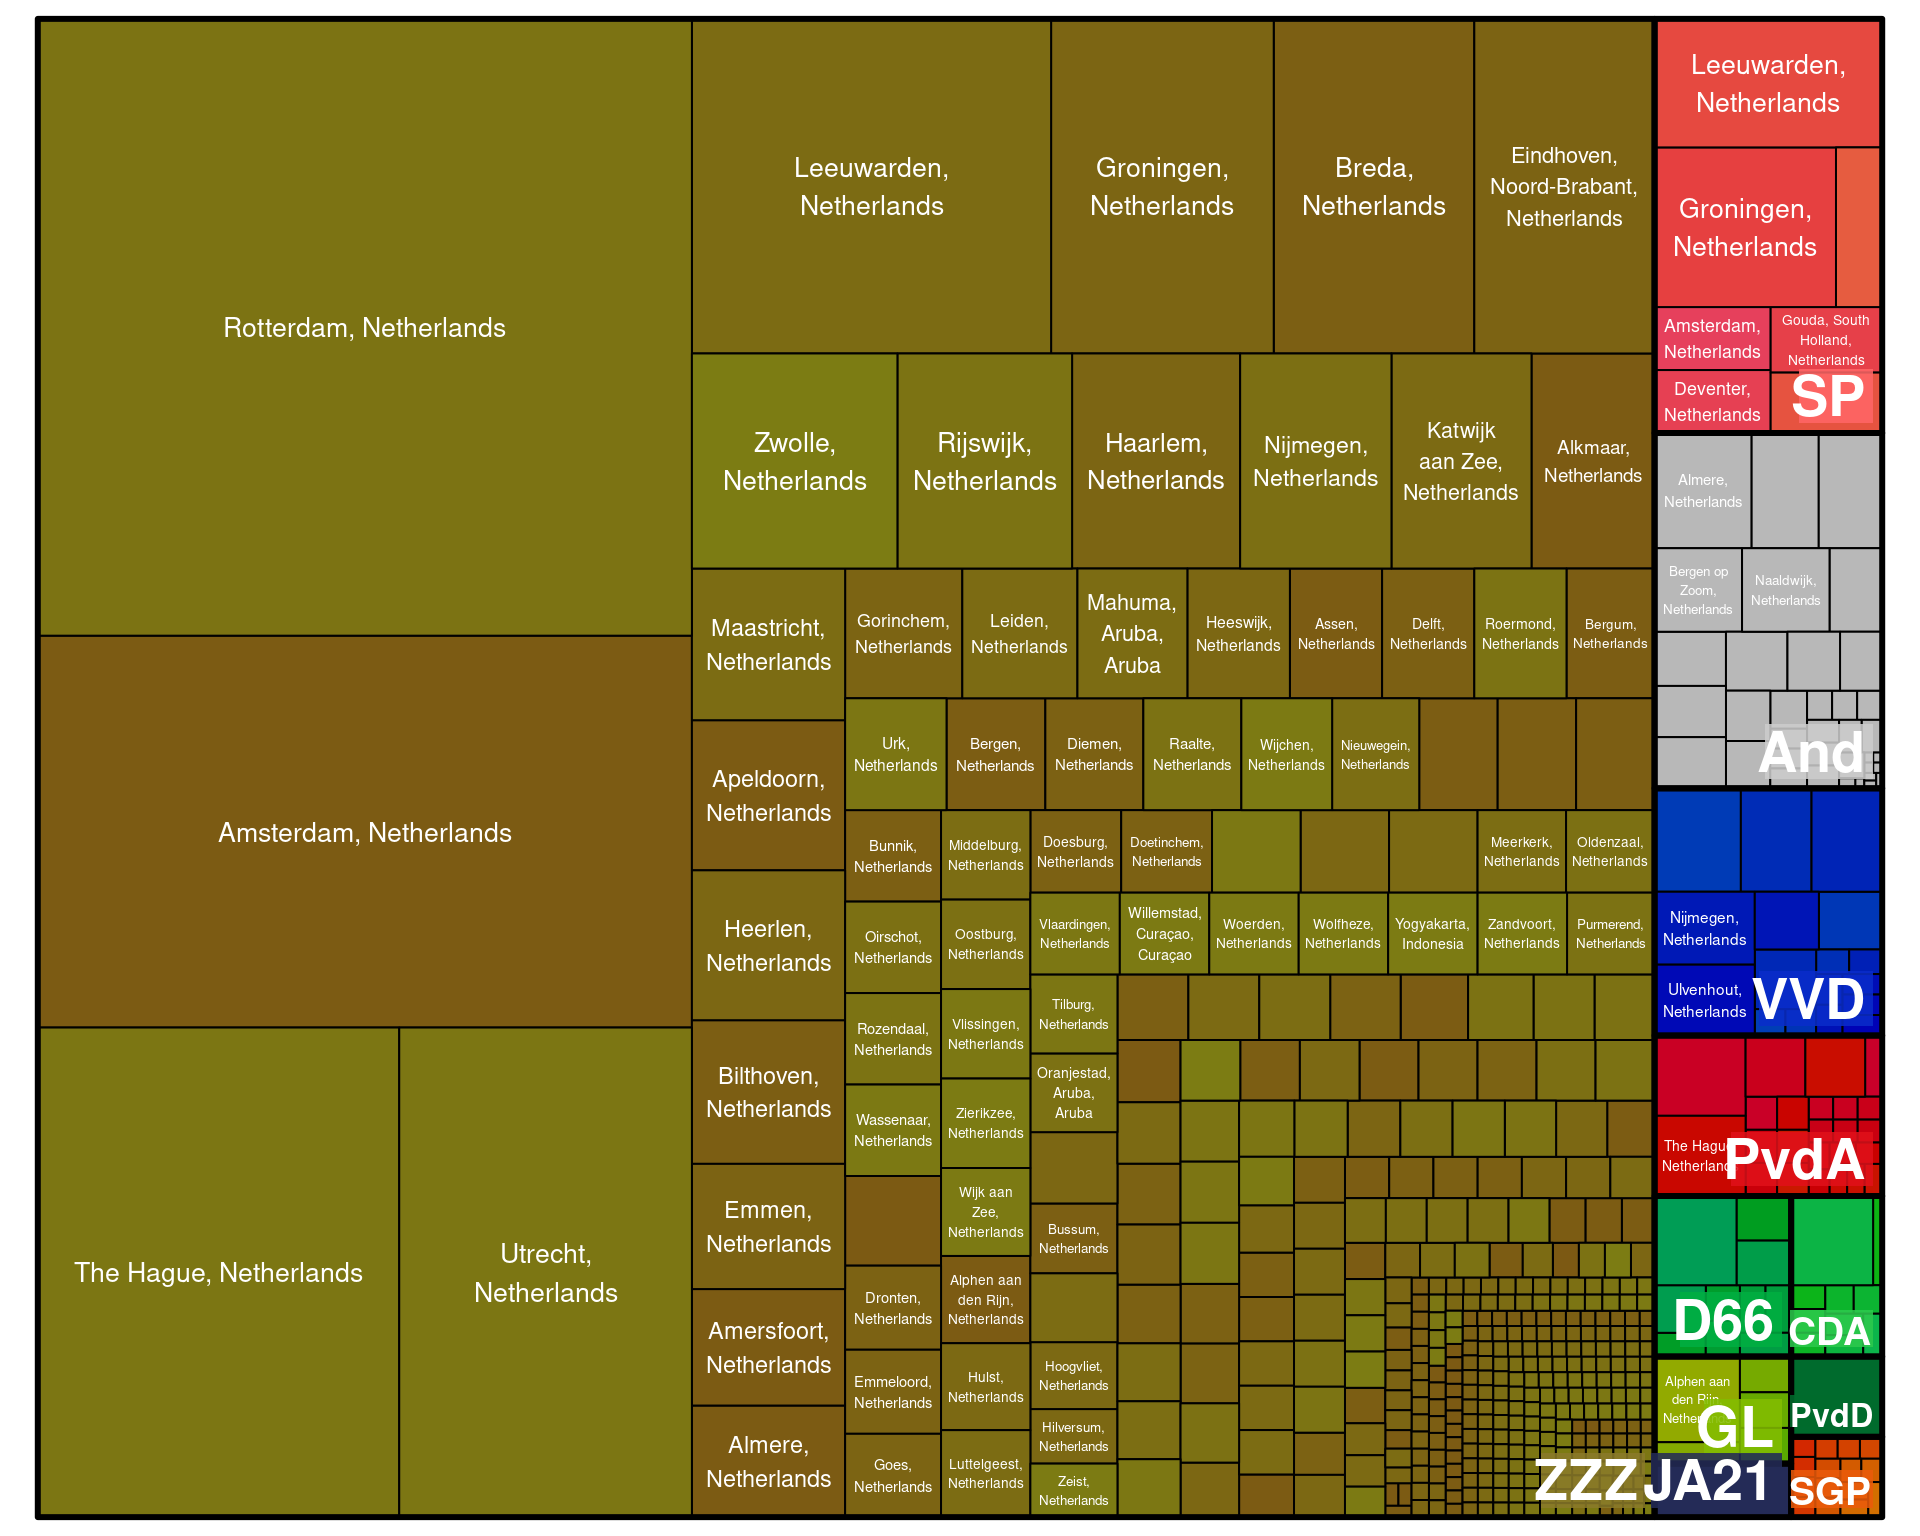 Rotterdam, Netherlands
Amsterdam, Netherlands
The Hague, Netherlands
Utrecht,
Netherlands
Leeuwarden,
Netherlands
Groningen,
Netherlands
Breda,
Netherlands
Eindhoven,
Noord-Brabant,
Netherlands
Zwolle,
Netherlands
Rijswijk,
Netherlands
Haarlem,
Netherlands
Nijmegen,
Netherlands
Katwijk
aan Zee,
Netherlands
Alkmaar,
Netherlands
Maastricht,
Netherlands
Apeldoorn,
Netherlands
Heerlen,
Netherlands
Bilthoven,
Netherlands
Emmen,
Netherlands
Amersfoort,
Netherlands
Almere,
Netherlands
Gorinchem,
Netherlands
Leiden,
Netherlands
Mahuma,
Aruba,
Aruba
Heeswijk,
Netherlands
Assen,
Netherlands
Delft,
Netherlands
Roermond,
Netherlands
Bergum,
Netherlands
Urk,
Netherlands
Bergen,
Netherlands
Diemen,
Netherlands
Raalte,
Netherlands
Wijchen,
Netherlands
Nieuwegein,
Netherlands
Bunnik,
Netherlands
Oirschot,
Netherlands
Rozendaal,
Netherlands
Wassenaar,
Netherlands
Dronten,
Netherlands
Emmeloord,
Netherlands
Goes,
Netherlands
Middelburg,
Netherlands
Oostburg,
Netherlands
Vlissingen,
Netherlands
Zierikzee,
Netherlands
Wijk aan
Zee,
Netherlands
Alphen aan
den Rijn,
Netherlands
Hulst,
Netherlands
Luttelgeest,
Netherlands
Doesburg,
Netherlands
Doetinchem,
Netherlands
Meerkerk,
Netherlands
Oldenzaal,
Netherlands
Vlaardingen,
Netherlands
Willemstad,
Curaçao,
Curaçao
Woerden,
Netherlands
Wolfheze,
Netherlands
Yogyakarta,
Indonesia
Zandvoort,
Netherlands
Purmerend,
Netherlands
Tilburg,
Netherlands
Oranjestad,
Aruba,
Aruba
Bussum,
Netherlands
Hoogvliet,
Netherlands
Hilversum,
Netherlands
Zeist,
Netherlands
ZZZ
Leeuwarden,
Netherlands
Groningen,
Netherlands
Amsterdam,
Netherlands
Gouda, South
Holland,
Netherlands
Deventer,
Netherlands
SP
Almere,
Netherlands
Bergen op
Zoom,
Netherlands
Naaldwijk,
Netherlands
And
Nijmegen,
Netherlands
Ulvenhout,
Netherlands
VVD
The Hague,
Netherlands
PvdA
D66
CDA
Alphen aan
den Rijn,
Netherlands
GL
PvdD
JA21
SGP